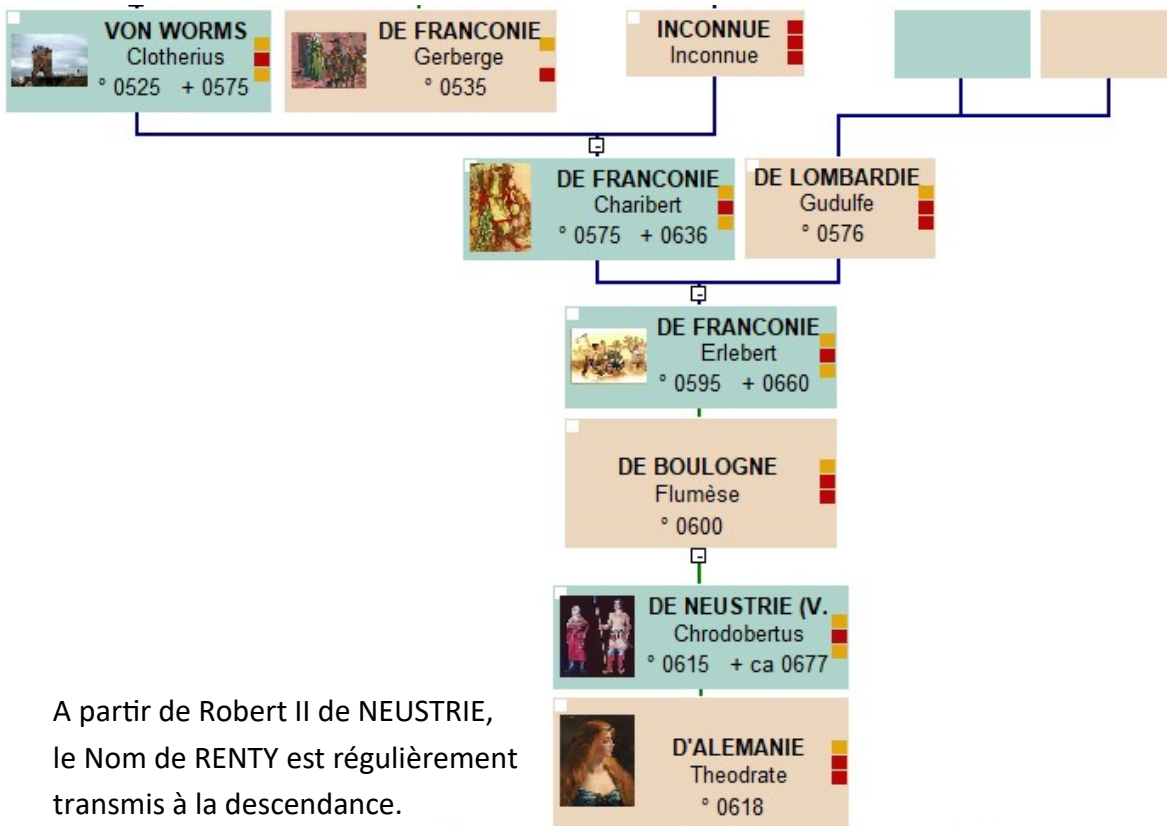 VON WORMS
Clotherius
° 0525 + 0575
DE FRANCONIE
Gerberge
° 0535
INCONNUE
Inconnue
DE FRANCONIE
Charibert
° 0575 + 0636
DE LOMBARDIE
Gudulfe
° 0576
DE FRANCONIE
Erlebert
° 0595 + 0660
DE BOULOGNE
Flumèse
° 0600
DE NEUSTRIE (V.
Chrodobertus
° 0615 + ca 0677
D'ALEMANIE
Theodrate
° 0618
A partir de Robert II de NEUSTRIE,
le Nom de RENTY est régulièrement
transmis à la descendance.